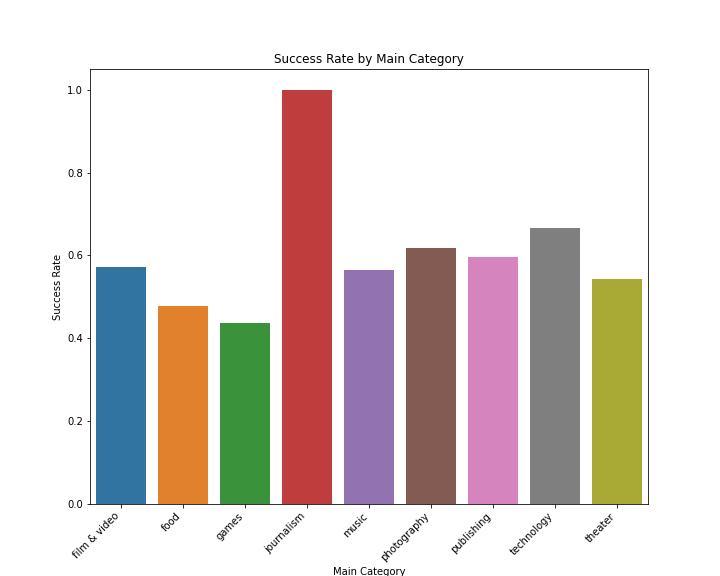 Success Rate by Main Category
Success Rate
1.0
0.8
0.6
0.4
0.2
0.0
film & video
food
games
journalism
music
photography
publishing
technology
theater
Main Category